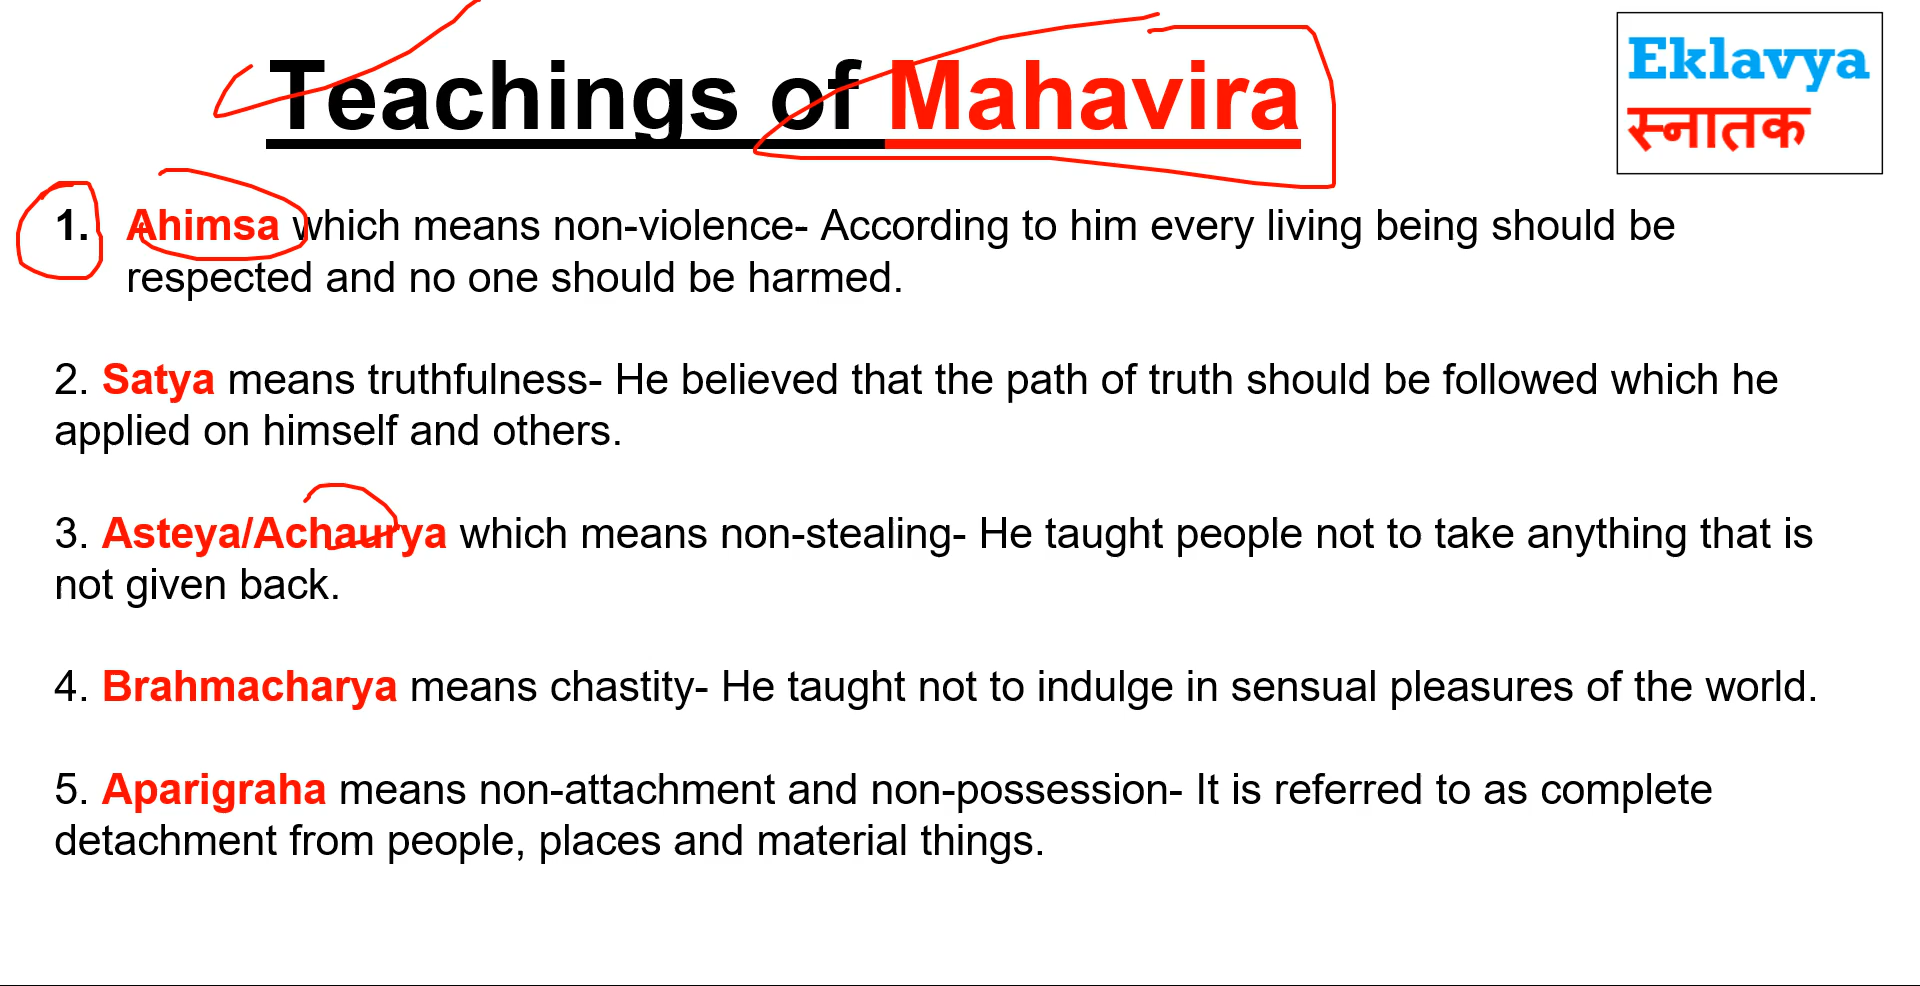 Teachings of Mahavira
Eklavya
स्नातक
1. Ahimsa which means non-violence- According to him every living being should be
respected and no one should be harmed.
2. Satya means truthfulness- He believed that the path of truth should be followed which he
applied on himself and others.
3. Asteya/Achaurya which means non-stealing- He taught people not to take anything that is
not given back.
4. Brahmacharya means chastity- He taught not to indulge in sensual pleasures of the world.
5. Aparigraha means non-attachment and non-possession- It is referred to as complete
detachment from people, places and material things.